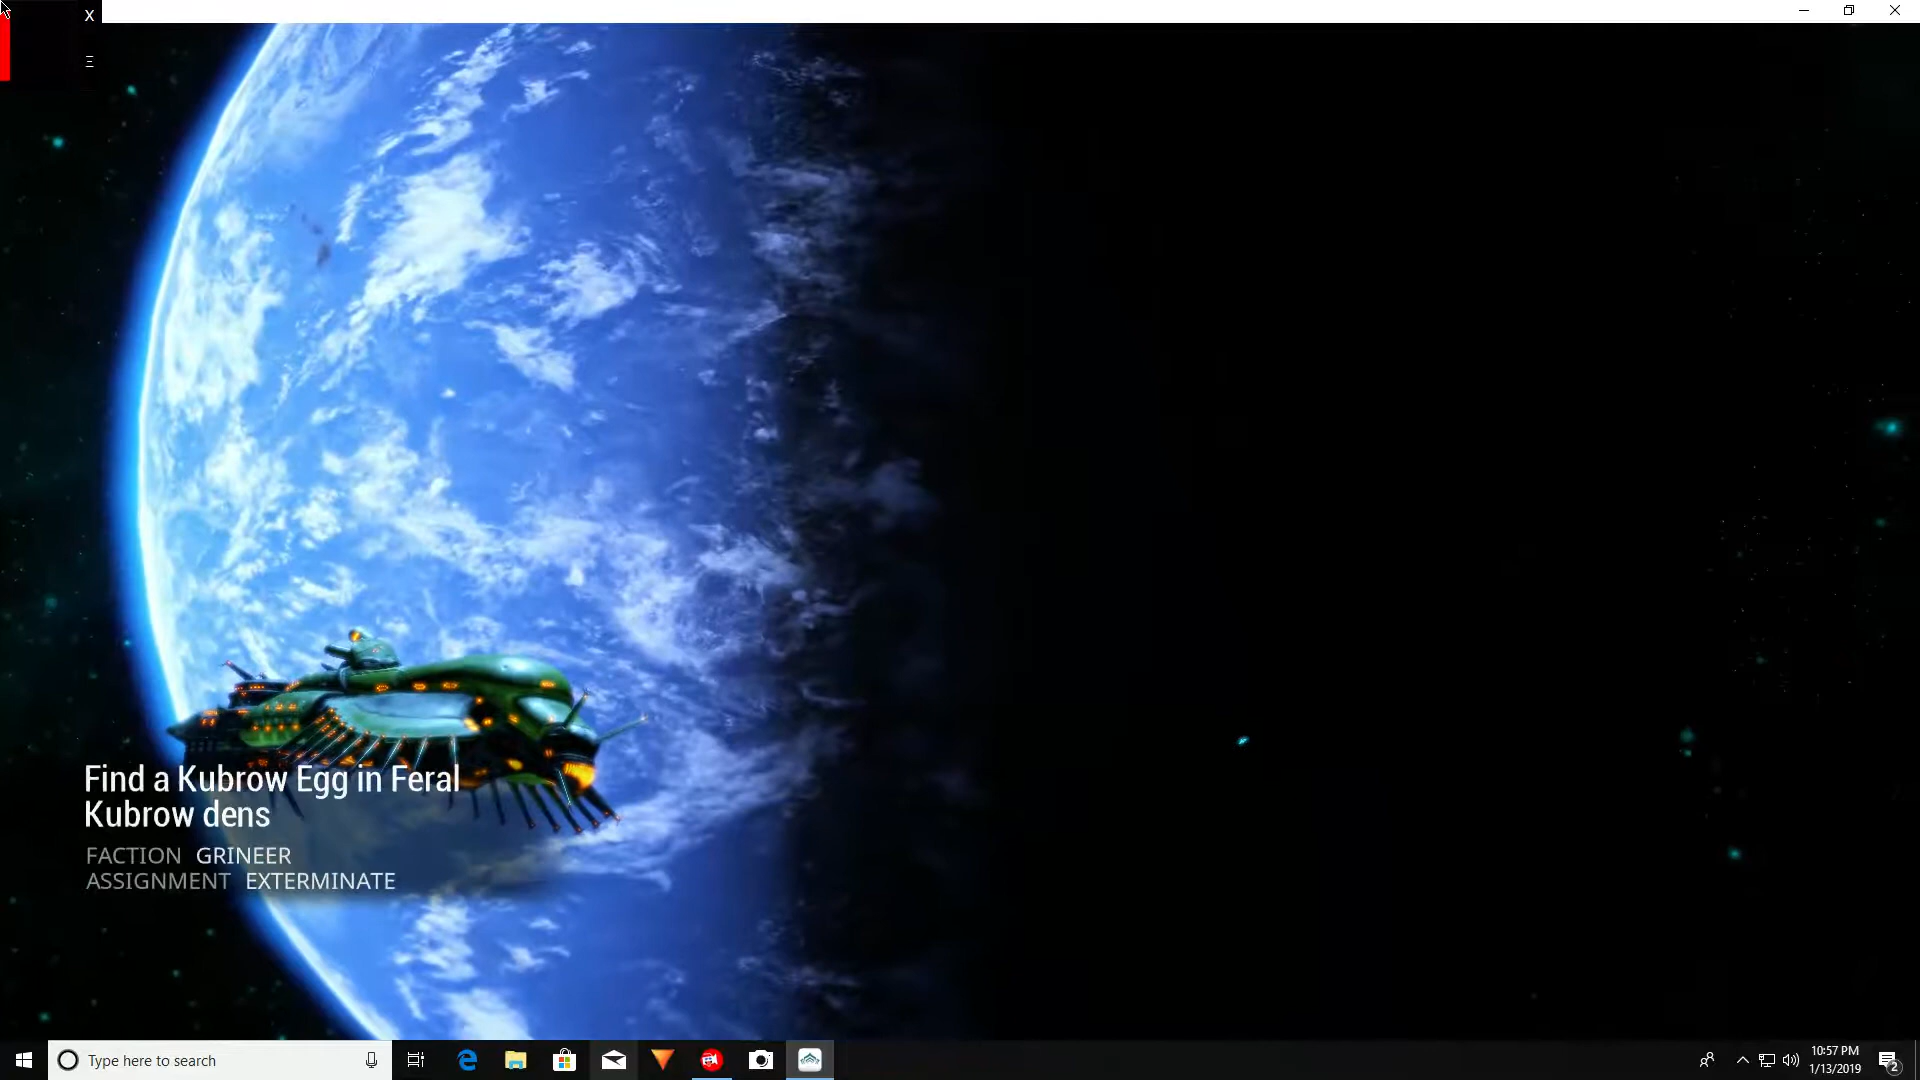 X
Find a Kubrow Egg in Feral
Kubrow dens
FACTION GRINEER
ASSIGNMENT EXTERMINATE
Type here to search
10:57 PM
1/13/2019
2